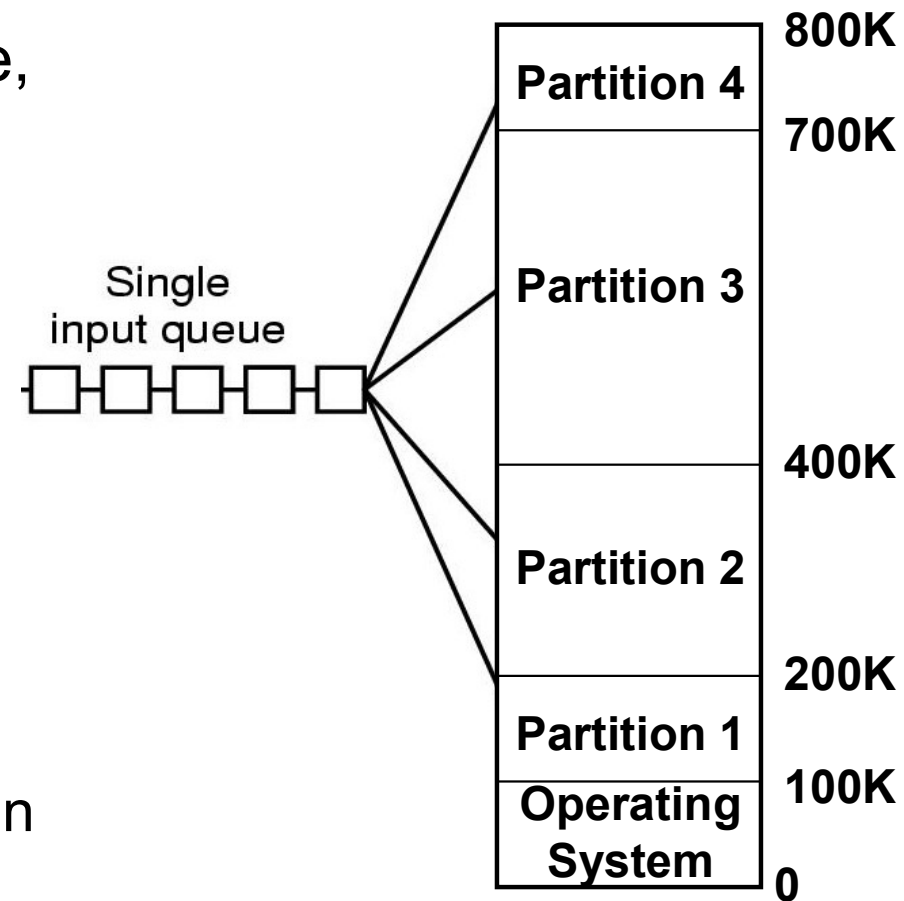 e,
Single
input queue
n
800K
Partition 4
700K
Partition 3
400K
Partition 2
200K
Partition 1
100K
Operating
System
0